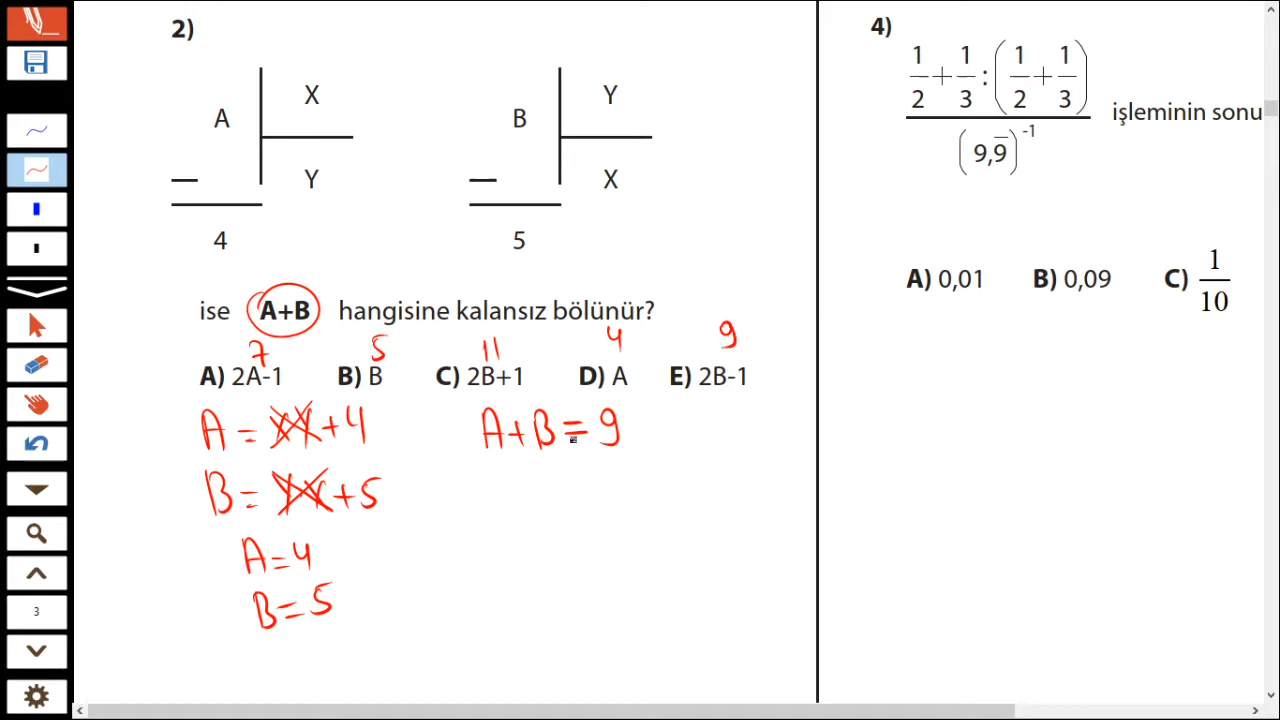 2)
A X
Y
4
B Y
X
5
ise A+B hangisine kalansız bölünür?
7 5 11 4 9
A) 2A-1 B) B C) 2B+1 D) A E) 2B-1
A = XY + 4
B = YX + 5
A = 4
B = 5
A+B = 9
4)
1/2 + 1/3 : (1/2 + 1/3)
(9,9̅)⁻¹
işleminin sonu
A) 0,01 B) 0,09 C) 1/10
3